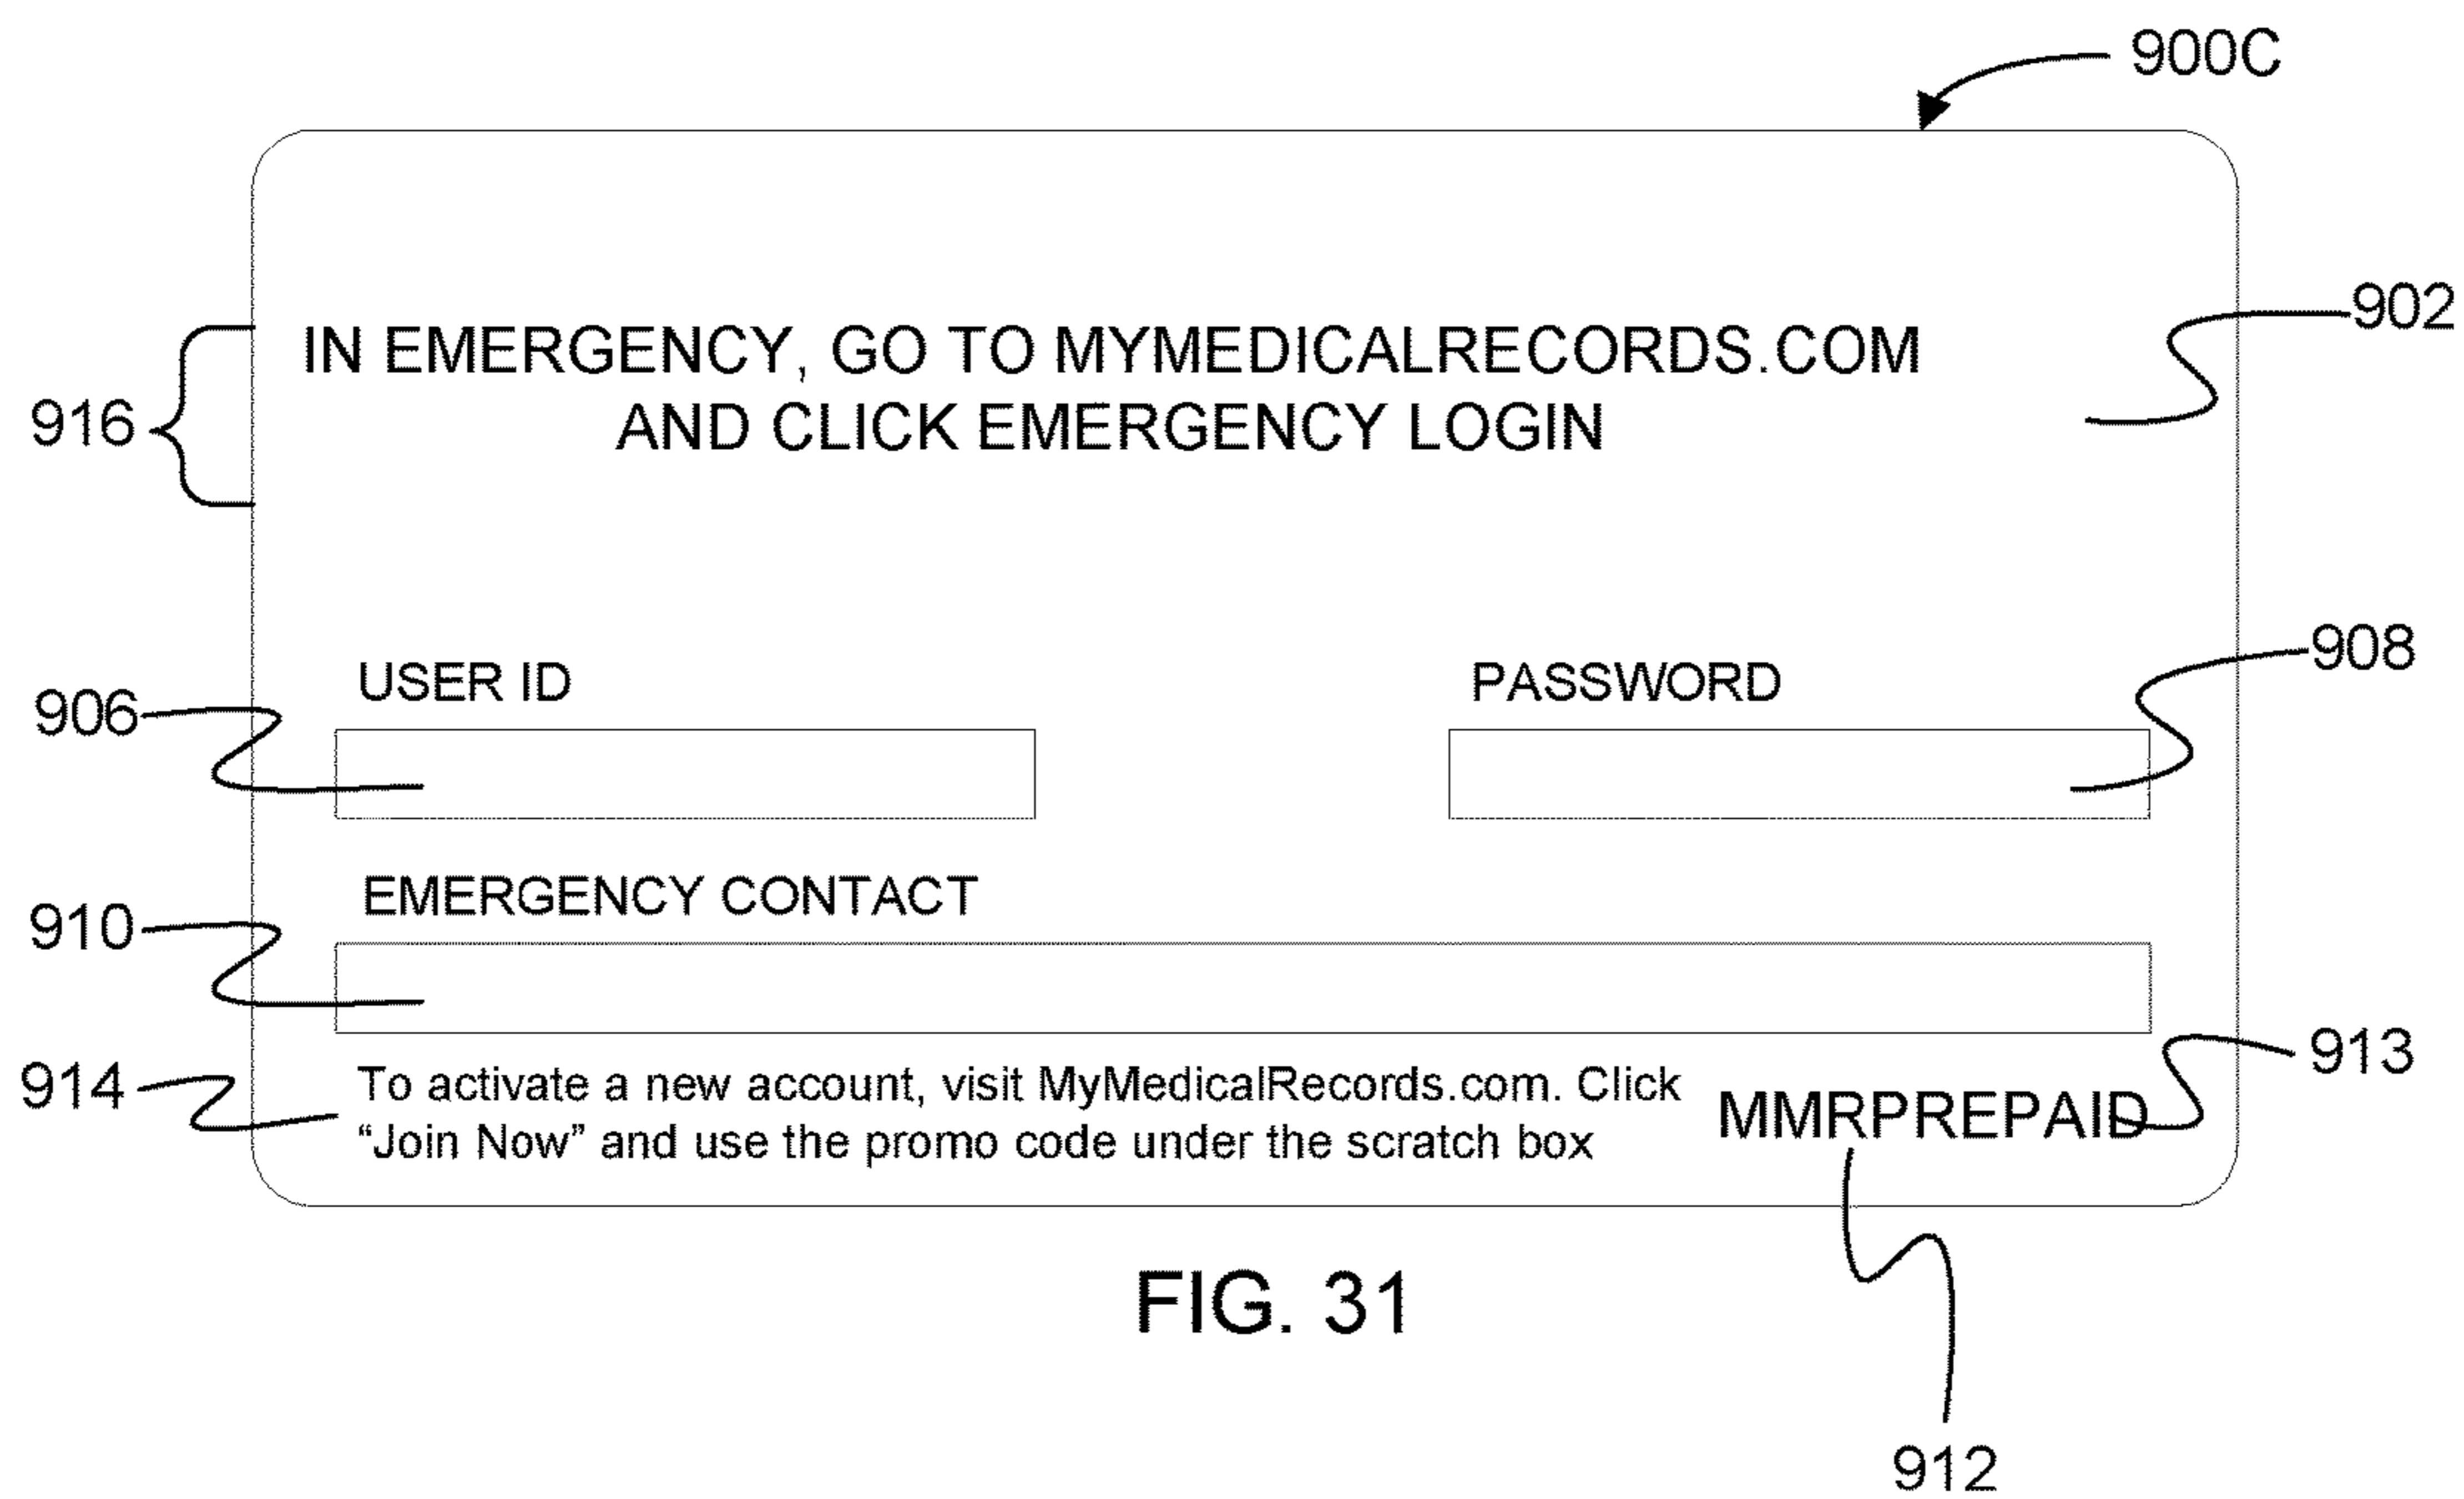 900C
IN EMERGENCY, GO TO MYMEDICALRECORDS.COM
AND CLICK EMERGENCY LOGIN
902
916
USER ID
PASSWORD
906
908
EMERGENCY CONTACT
910
913
914
To activate a new account, visit MyMedicalRecords.com. Click
“Join Now” and use the promo code under the scratch box
MMRPREPAID
FIG. 31
912